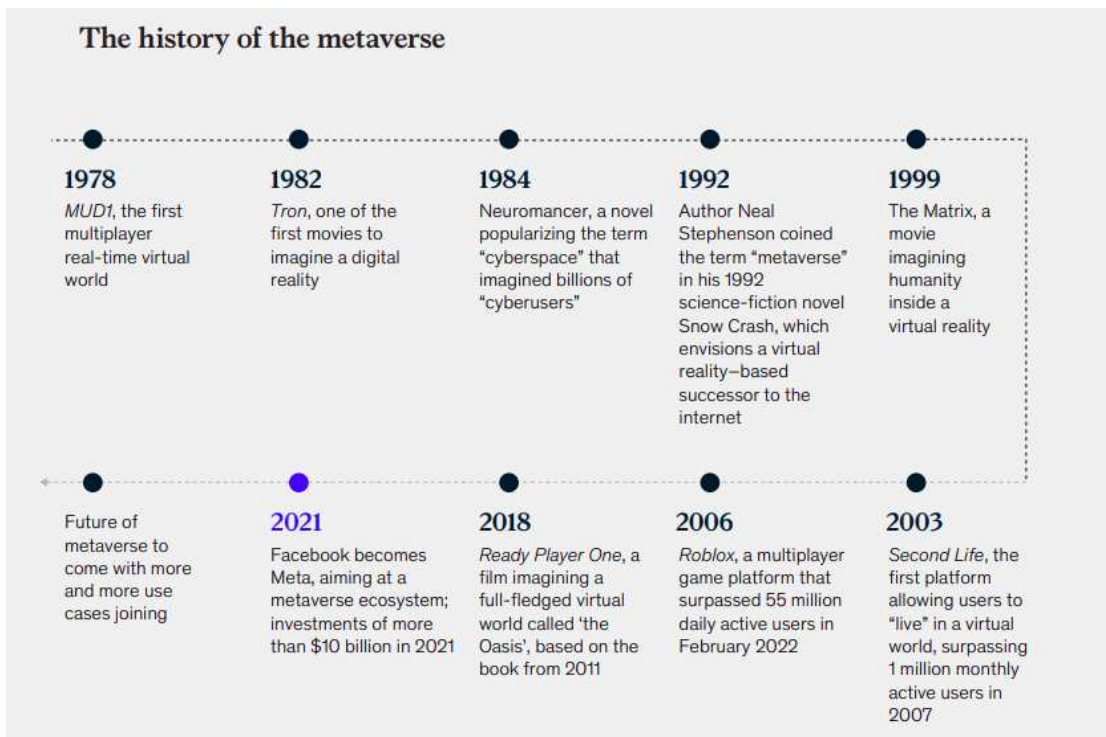 The history of the metaverse
1978
MUD1, the first
multiplayer
real-time virtual
world
1982
Tron, one of the
first movies to
imagine a digital
reality
1984
Neuromancer, a novel
popularizing the term
“cyberspace” that
imagined billions of
“cyberusers”
1992
Author Neal
Stephenson coined
the term “metaverse”
in his 1992
science-fiction novel
Snow Crash, which
envisions a virtual
reality–based
successor to the
internet
1999
The Matrix, a
movie
imagining
humanity
inside a
virtual reality
2003
Second Life, the
first platform
allowing users to
“live” in a virtual
world, surpassing
1 million monthly
active users in
2007
2006
Roblox, a multiplayer
game platform that
surpassed 55 million
daily active users in
February 2022
2018
Ready Player One, a
film imagining a
full-fledged virtual
world called ‘the
Oasis’, based on the
book from 2011
2021
Facebook becomes
Meta, aiming at a
metaverse ecosystem;
investments of more
than $10 billion in 2021
Future of
metaverse to
come with more
and more use
cases joining